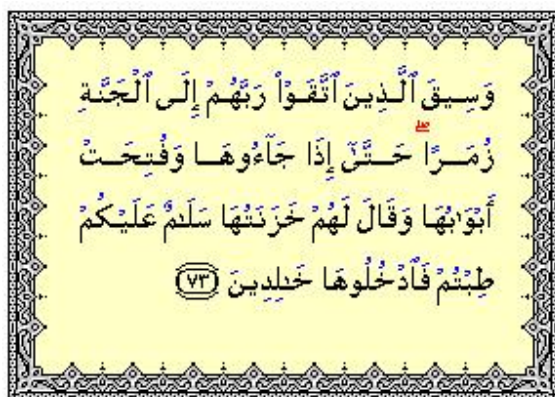 وَسِيقَ ٱلَّذِينَ ٱتَّقَوْا۟ رَبَّهُمْ إِلَى ٱلْجَنَّةِ
زُمَرًا ۖ حَتَّىٰٓ إِذَا جَآءُوهَا وَفُتِحَتْ
أَبْوَٰبُهَا وَقَالَ لَهُمْ خَزَنَتُهَا سَلَـٰمٌ عَلَيْكُمْ
طِبْتُمْ فَٱدْخُلُوهَا خَـٰلِدِينَ ٧٣